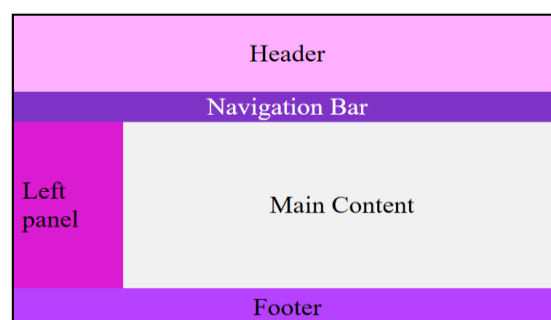 Header
Navigation Bar
Left
panel
Main Content
Footer